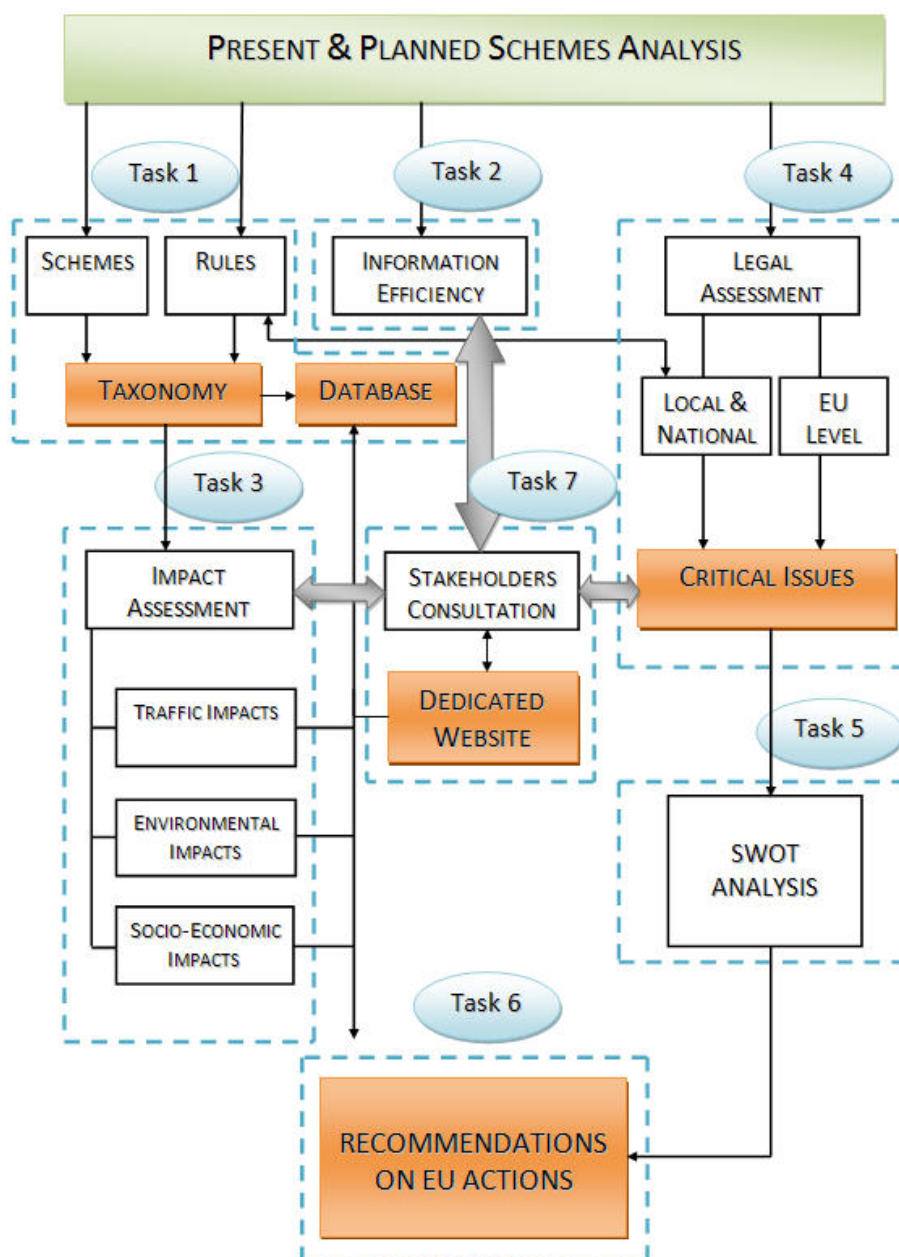 PRESENT & PLANNED SCHEMES ANALYSIS
Task 1
Task 2
Task 4
SCHEMES
RULES
INFORMATION
EFFICIENCY
LEGAL
ASSESSMENT
TAXONOMY
DATABASE
LOCAL &
NATIONAL
EU
LEVEL
Task 3
Task 7
IMPACT
ASSESSMENT
STAKEHOLDERS
CONSULTATION
CRITICAL ISSUES
TRAFFIC IMPACTS
DEDICATED
WEBSITE
Task 5
ENVIRONMENTAL
IMPACTS
SWOT
ANALYSIS
SOCIO-ECONOMIC
IMPACTS
Task 6
RECOMMENDATIONS
ON EU ACTIONS